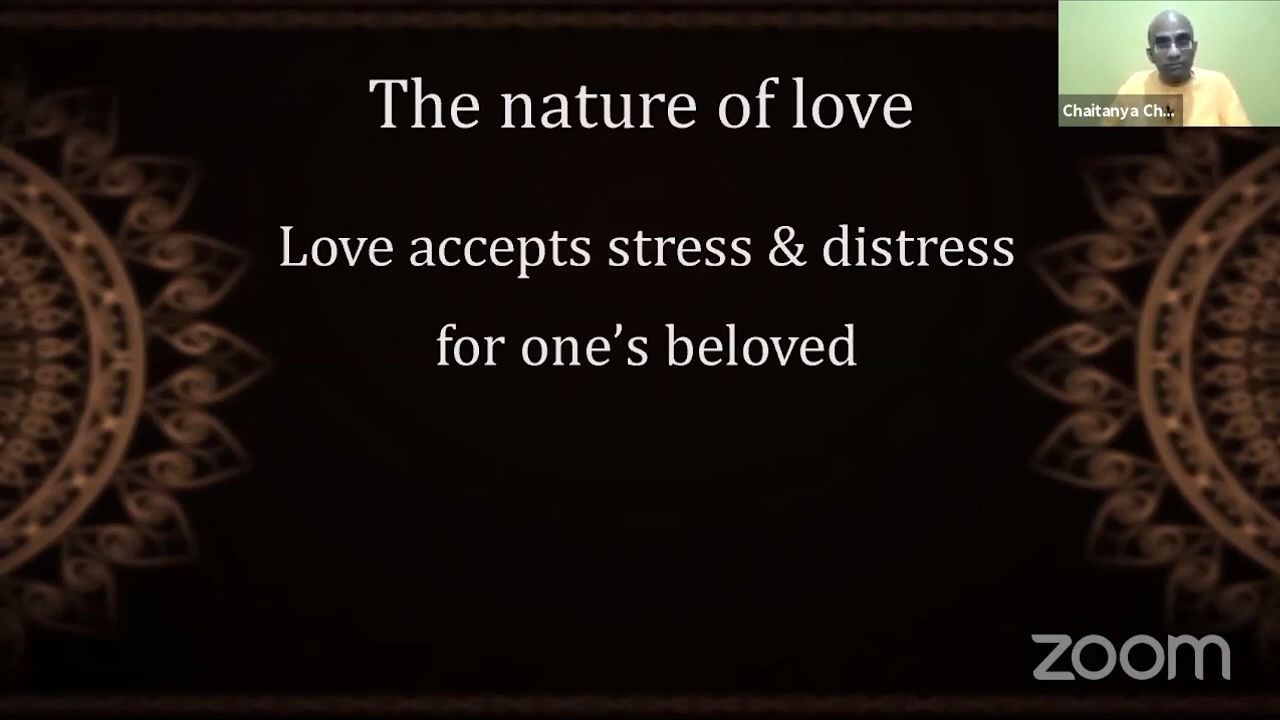 The nature of love
Love accepts stress & distress
for one’s beloved
Chaitanya Ch...
zoom